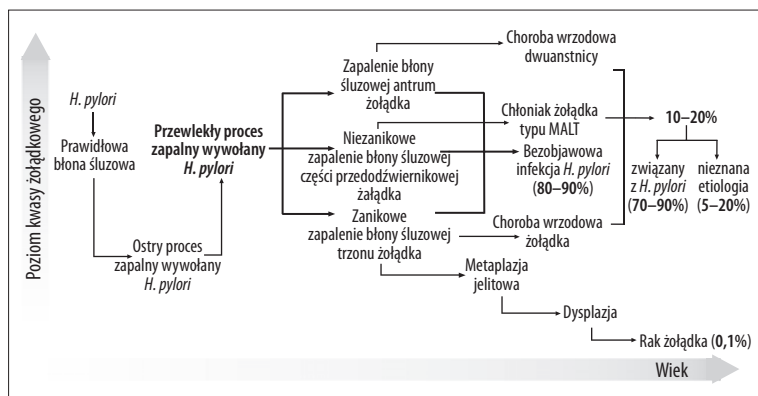 Poziom kwasy żołądkowego
H. pylori
Prawidłowa
błona śluzowa
Ostry proces
zapalny wywołany
H. pylori
Przewlekły proces
zapalny wywołany
H. pylori
Zapalenie błony
śluzowej antrum
żołądka
Niezanikowe
zapalenie błony śluzowej
części przedodźwiernikowej
żałądka
Zanikowe
zapalenie błony śluzowej
trzonu żołądka
Choroba wrzodowa
dwuanstnicy
Chłoniak żołądka
typu MALT
Bezobjawowa
infekcja H. pylori
(80–90%)
Choroba wrzodowa
żołądka
Metaplazja
jelitowa
Dysplazja
Rak żołądka (0,1%)
10–20%
związany
z H. pylori
(70–90%)
nieznana
etiologia
(5–20%)
Wiek